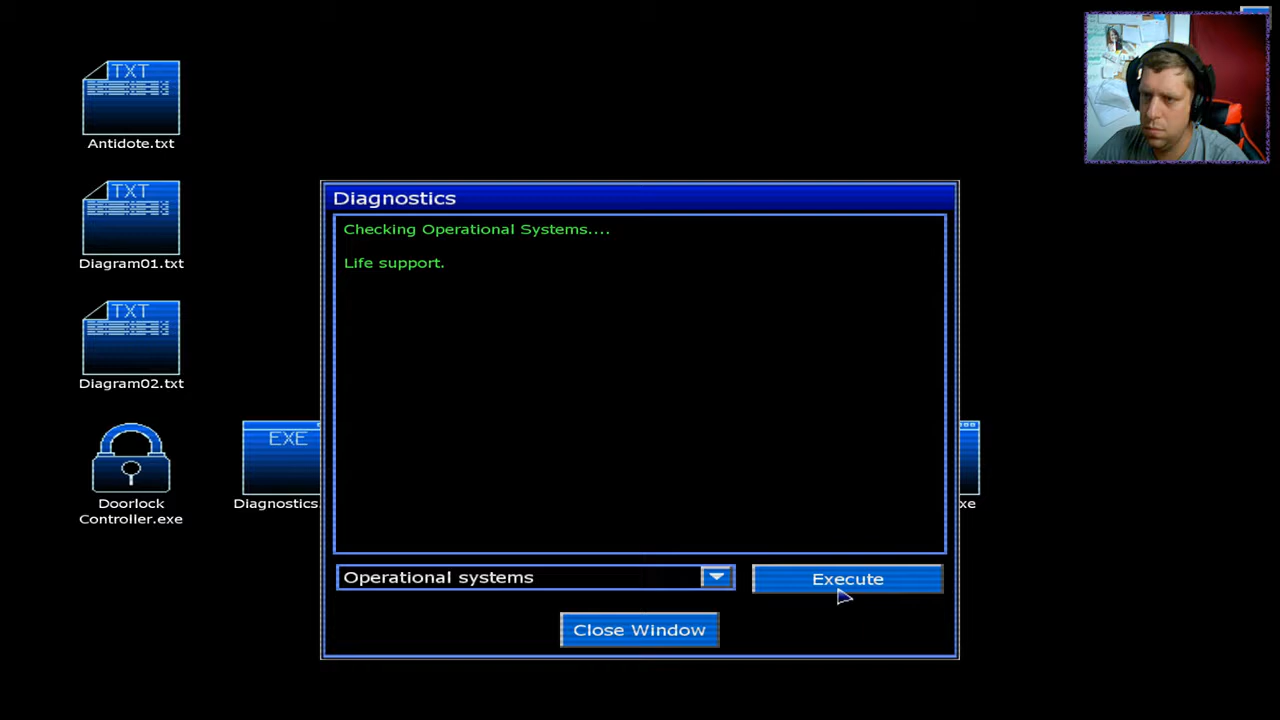 TXT
Antidote.txt
TXT
Diagram01.txt
TXT
Diagram02.txt
Doorlock
Controller.exe
EXE
Diagnostics.
xe
Diagnostics
Checking Operational Systems....
Life support.
Operational systems
Execute
Close Window